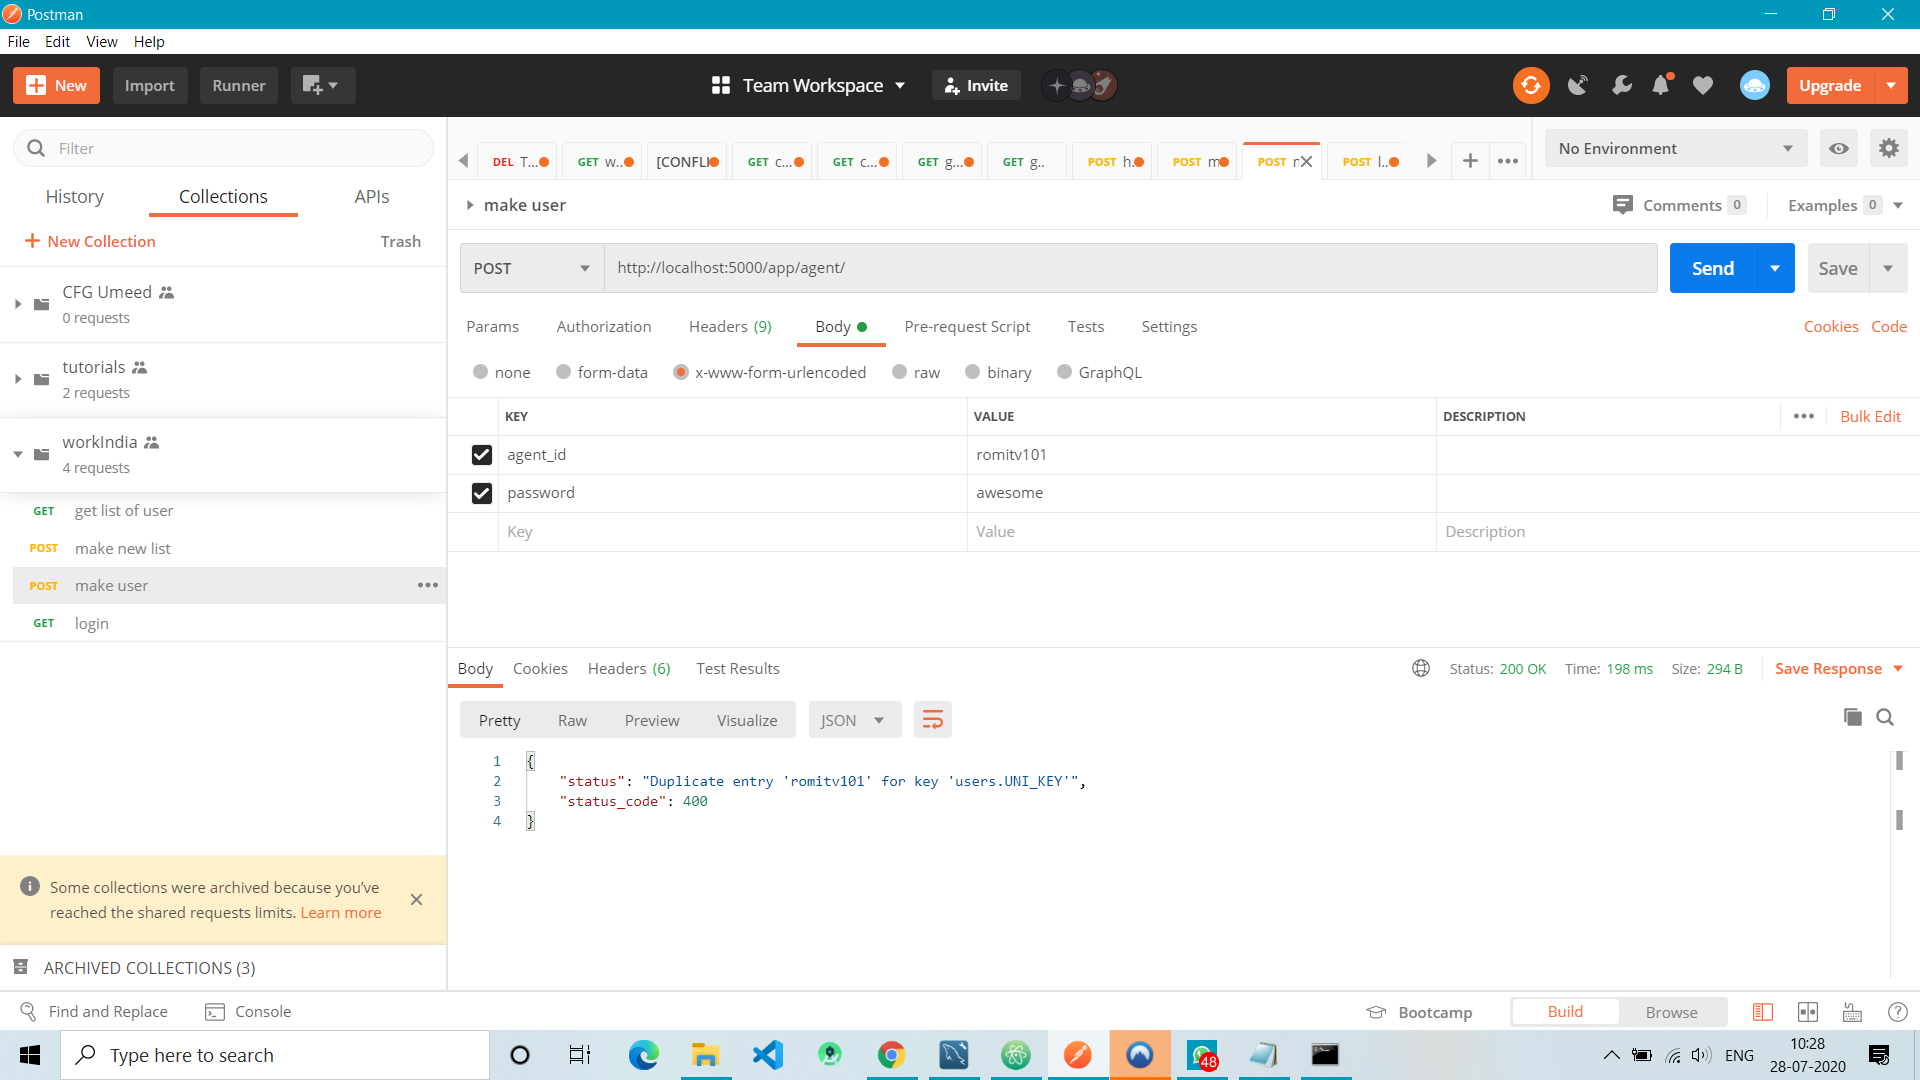 Postman
File Edit View Help
New Import Runner Team Workspace Invite Upgrade
Filter
History Collections APIs
New Collection Trash
CFG Umeed
0 requests
tutorials
2 requests
workIndia
4 requests
GET get list of user
POST make new list
POST make user
GET login
Some collections were archived because you've
reached the shared requests limits. Learn more
ARCHIVED COLLECTIONS (3)
DEL T... GET w... [CONFLI GET c... GET c... GET g... GET g.. POST h. POST m POST POST l.. No Environment
make user Comments 0 Examples 0
POST http://localhost:5000/app/agent/ Send Save
Params Authorization Headers (9) Body Pre-request Script Tests Settings Cookies Code
none form-data x-www-form-urlencoded raw binary GraphQL
KEY VALUE DESCRIPTION Bulk Edit
agent_id romitv101
password awesome
Key Value Description
Body Cookies Headers (6) Test Results Status: 200 OK Time: 198 ms Size: 294 B Save Response
Pretty Raw Preview Visualize JSON
1 {
2 "status": "Duplicate entry 'romitv101' for key 'users.UNI_KEY'",
3 "status_code": 400
4 }
Find and Replace Console Bootcamp Build Browse
Type here to search 48 ENG 10:28
28-07-2020